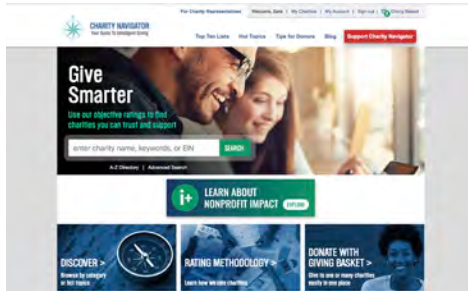 For Charity Representatives Welcome, Sara | My Charities | My Account | Sign out | Giving Basket
CHARITY NAVIGATOR
Your Guide To Intelligent Giving
Top Ten Lists Hot Topics Tips for Donors Blog Support Charity Navigator
Give
Smarter
Use our objective ratings to find
charities you can trust and support
enter charity name, keywords, or EIN SEARCH
A-Z Directory | Advanced Search
i+ LEARN ABOUT
NONPROFIT IMPACT EXPLORE
DISCOVER >
Browse by category
or hot topics
RATING METHODOLOGY >
Learn how we rate charities
DONATE WITH
GIVING BASKET >
Give to one or many charities
easily in one place